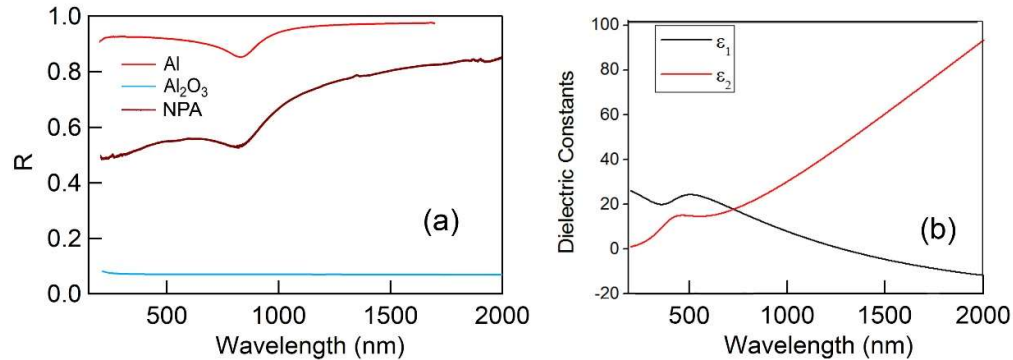 1.0
0.8
0.6
0.4
0.2
0.0
R
Al
Al₂O₃
NPA
(a)
500 1000 1500 2000
Wavelength (nm)
100
80
60
40
20
0
-20
Dielectric Constants
ε₁
ε₂
(b)
500 1000 1500 2000
Wavelength (nm)